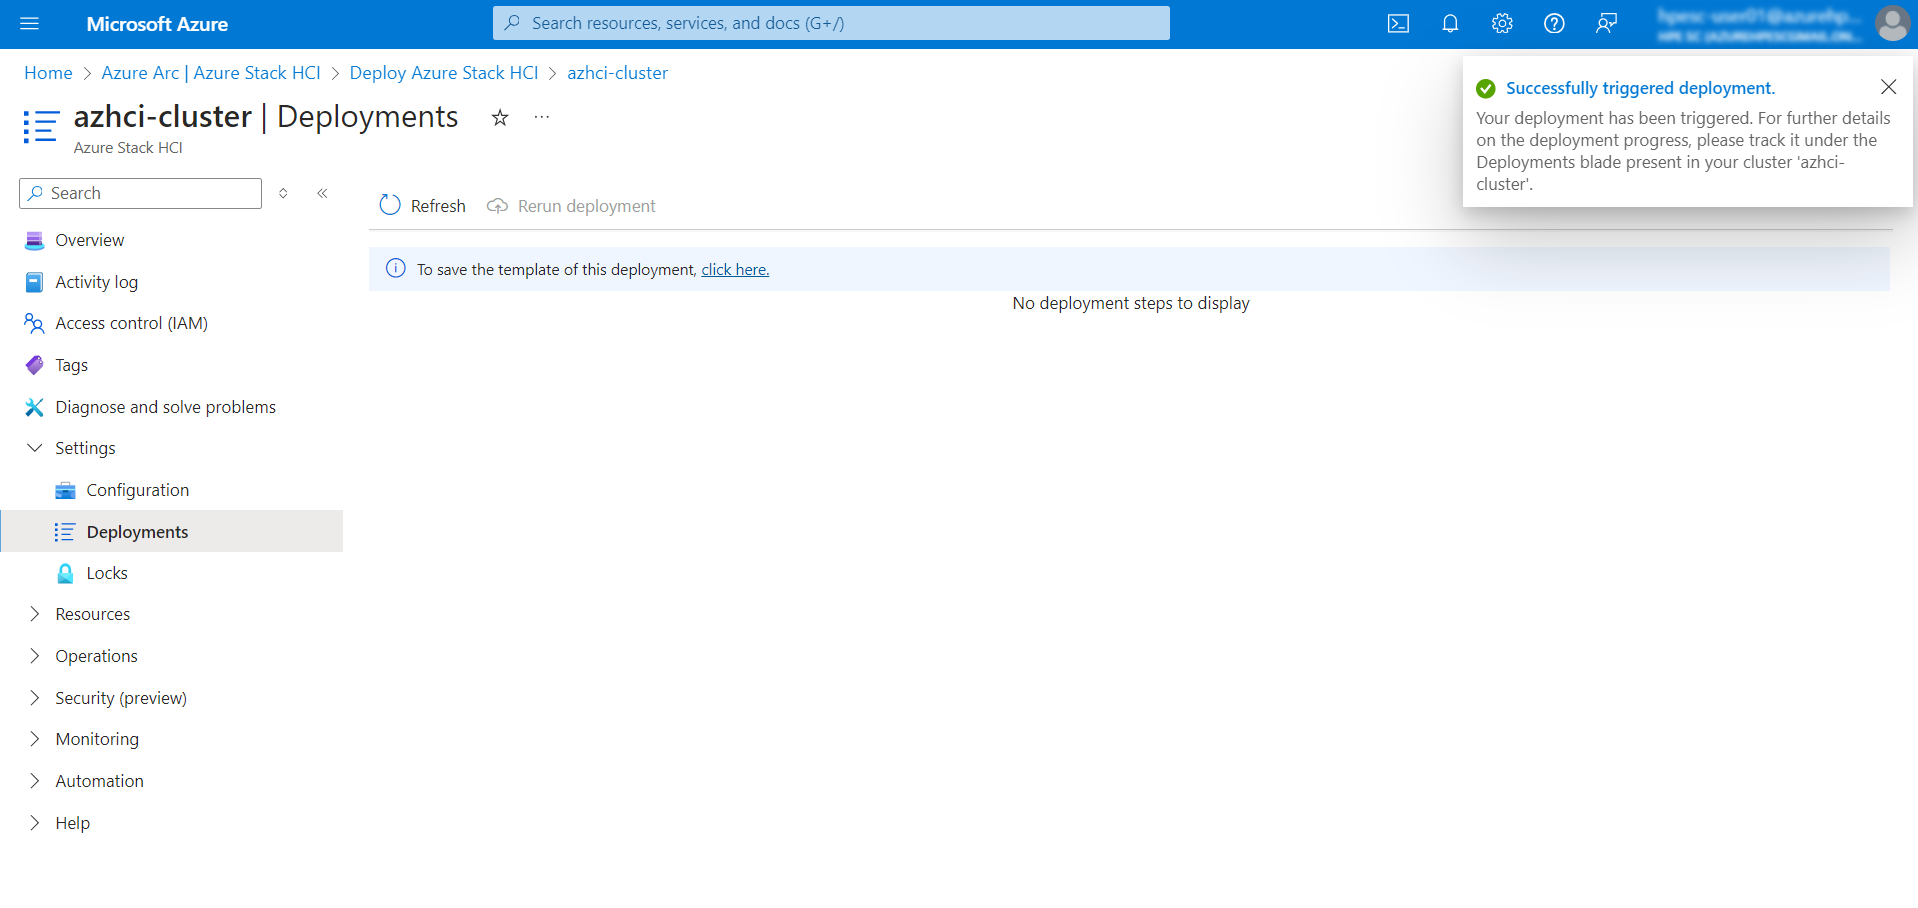 Microsoft Azure
Search resources, services, and docs (G+/)
Home > Azure Arc | Azure Stack HCI > Deploy Azure Stack HCI > azhci-cluster
azhci-cluster | Deployments
Azure Stack HCI
Successfully triggered deployment.
Your deployment has been triggered. For further details
on the deployment progress, please track it under the
Deployments blade present in your cluster 'azhci-
cluster'.
Search
Refresh
Rerun deployment
To save the template of this deployment, click here.
No deployment steps to display
Overview
Activity log
Access control (IAM)
Tags
Diagnose and solve problems
Settings
Configuration
Deployments
Locks
Resources
Operations
Security (preview)
Monitoring
Automation
Help